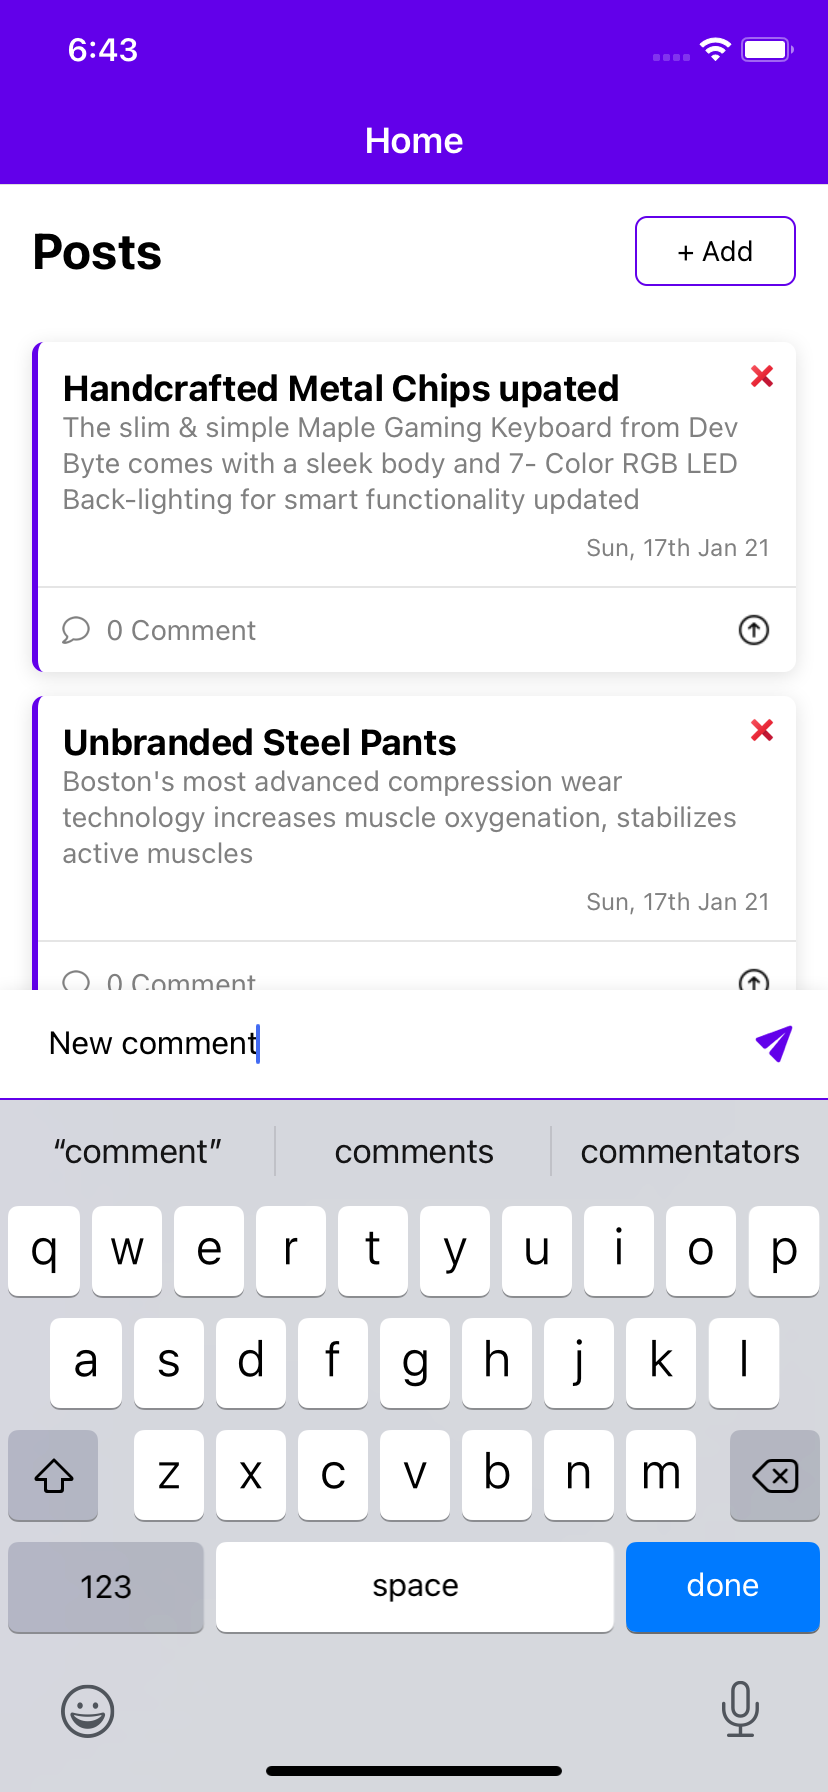 6:43
Home
Posts
+ Add
Handcrafted Metal Chips upated
The slim & simple Maple Gaming Keyboard from Dev
Byte comes with a sleek body and 7- Color RGB LED
Back-lighting for smart functionality updated
Sun, 17th Jan 21
0 Comment
Unbranded Steel Pants
Boston's most advanced compression wear
technology increases muscle oxygenation, stabilizes
active muscles
Sun, 17th Jan 21
0 Comment
New comment
“comment” comments commentators
q w e r t y u i o p
a s d f g h j k l
z x c v b n m
123 space done